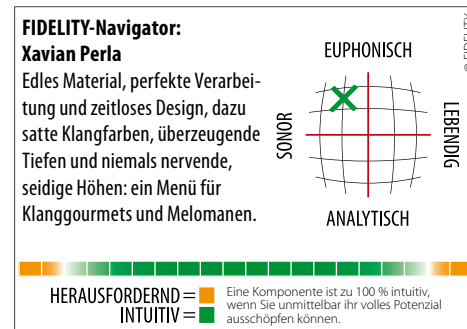 FIDELITY-Navigator:
Xavian Perla
Edles Material, perfekte Verarbei-
tung und zeitloses Design, dazu
satte Klangfarben, überzeugende
Tiefen und niemals nervende,
seidige Höhen: ein Menü für
Klanggourmets und Melomanen.
EUPHONISCH
SONOR
LEBENDIG
ANALYTISCH
© FIDELITY
HERAUSFORDERND =
INTUITIV =
Eine Komponente ist zu 100 % intuitiv,
wenn Sie unmittelbar ihr volles Potenzial
ausschöpfen können.